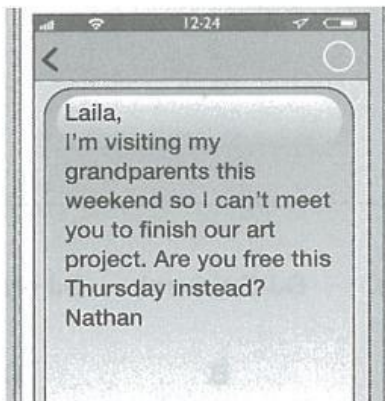 12-24
Laila,
I'm visiting my
grandparents this
weekend so I can't meet
you to finish our art
project. Are you free this
Thursday instead?
Nathan